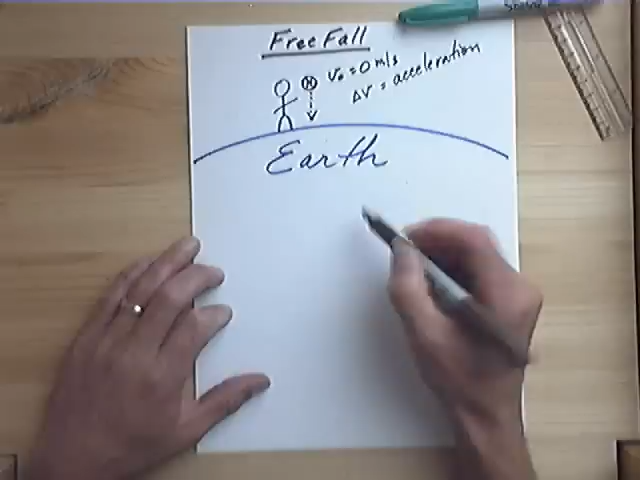 Free Fall
v₀ = 0 m/s
Δv = acceleration
Earth